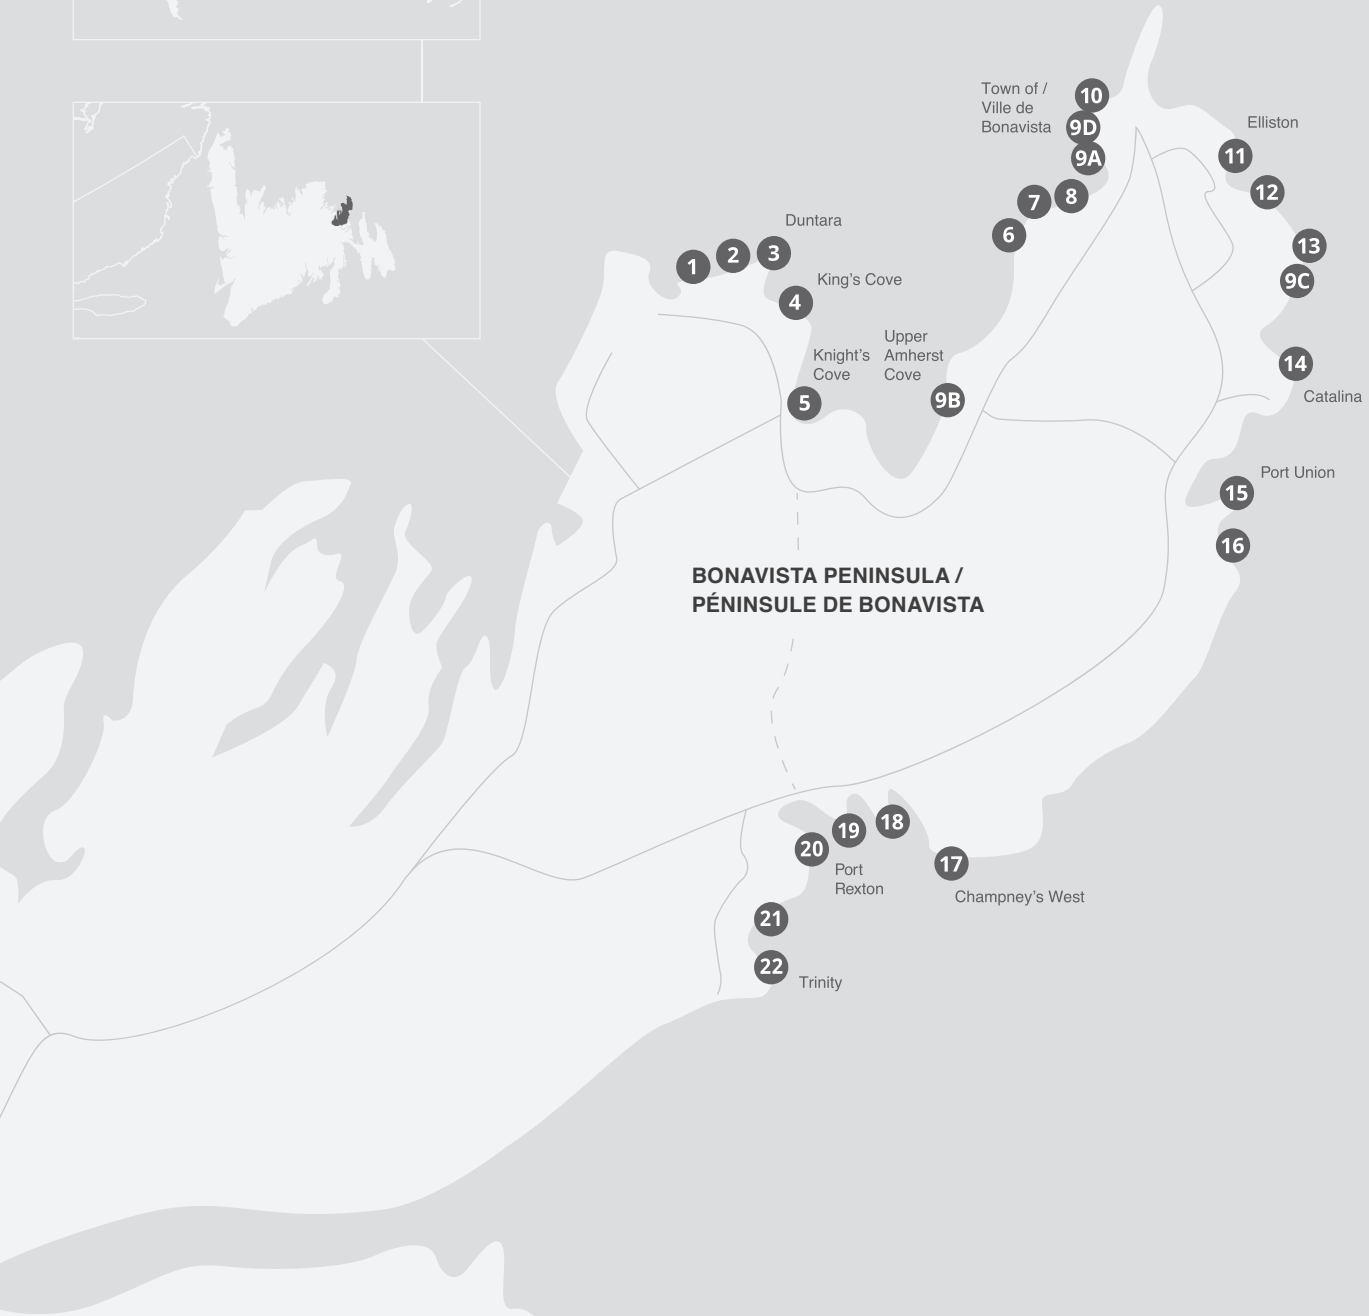 Town of /
Ville de
Bonavista
10
9D
9A
Elliston
11
12
7
8
6
Duntara
1
2
3
13
9C
King's Cove
4
Upper
Amherst
Cove
Knight's
Cove
14
Catalina
5
9B
Port Union
15
16
BONAVISTA PENINSULA /
PÉNINSULE DE BONAVISTA
18
19
20
17
Port
Rexton
Champney's West
21
22
Trinity